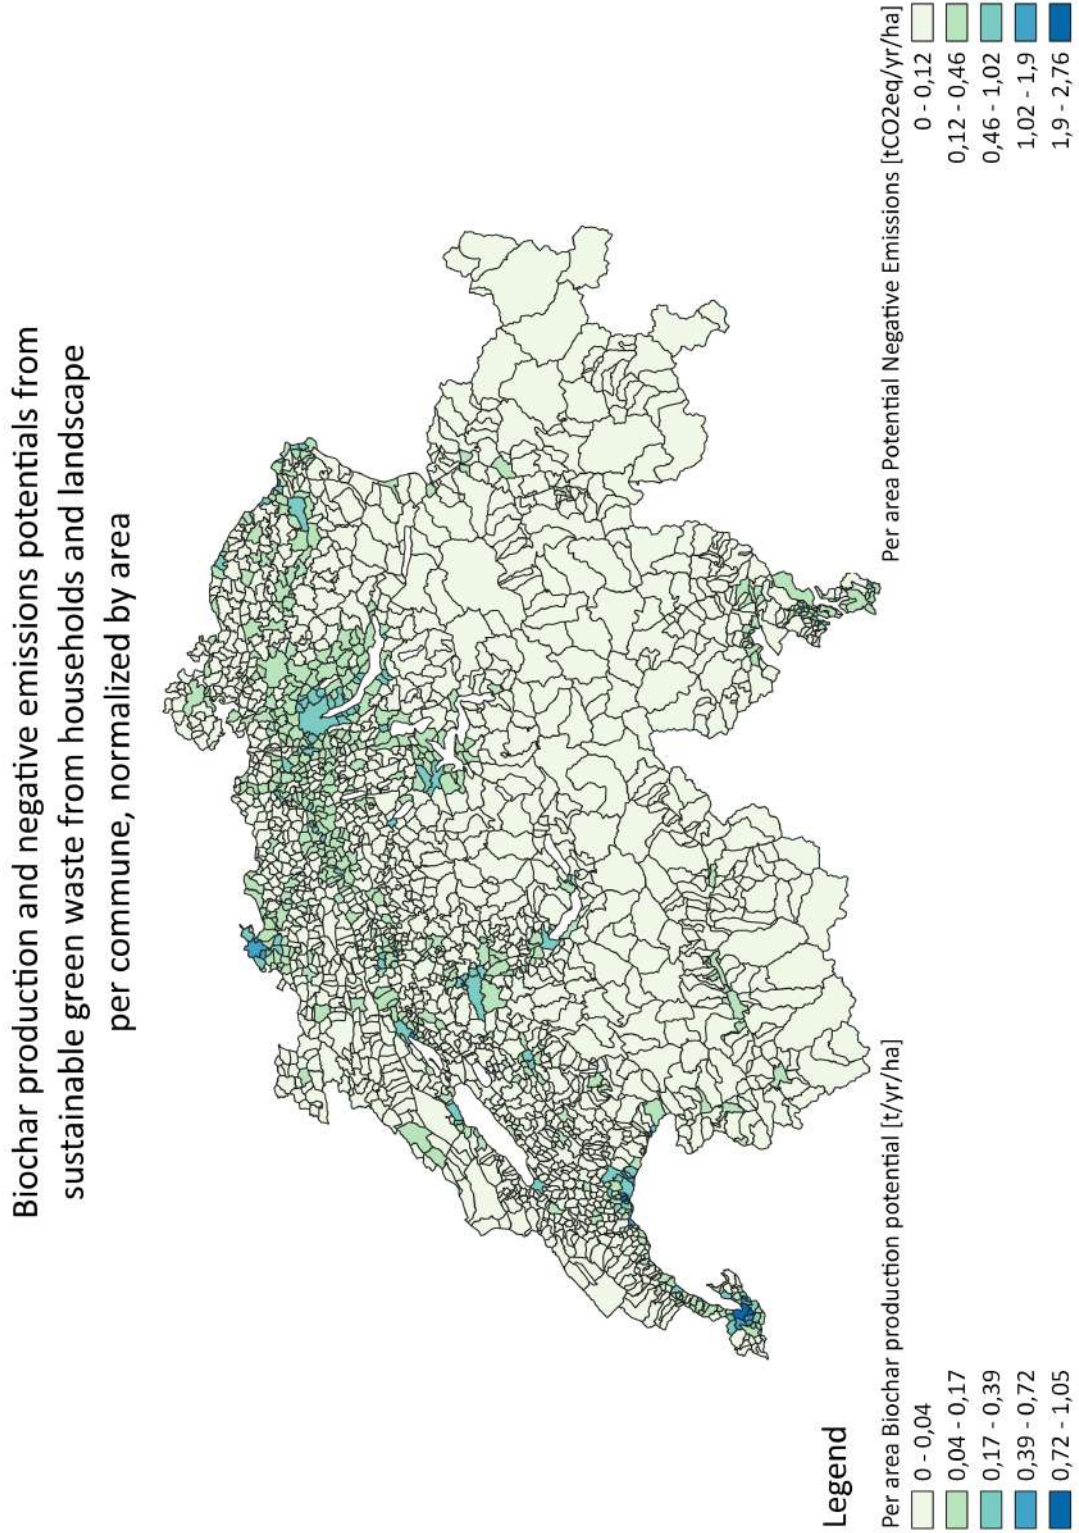 Biochar production and negative emissions potentials from
sustainable green waste from households and landscape
per commune, normalized by area
Legend
Per area Biochar production potential [t/yr/ha]
0 - 0,04
0,04 - 0,17
0,17 - 0,39
0,39 - 0,72
0,72 - 1,05
Per area Potential Negative Emissions [tCO2eq/yr/ha]
0 - 0,12
0,12 - 0,46
0,46 - 1,02
1,02 - 1,9
1,9 - 2,76